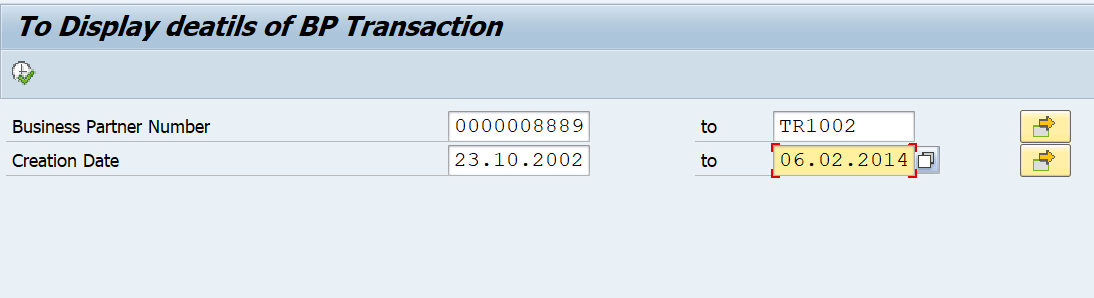 To Display deatils of BP Transaction
Business Partner Number 0000008889 to TR1002
Creation Date 23.10.2002 to 06.02.2014